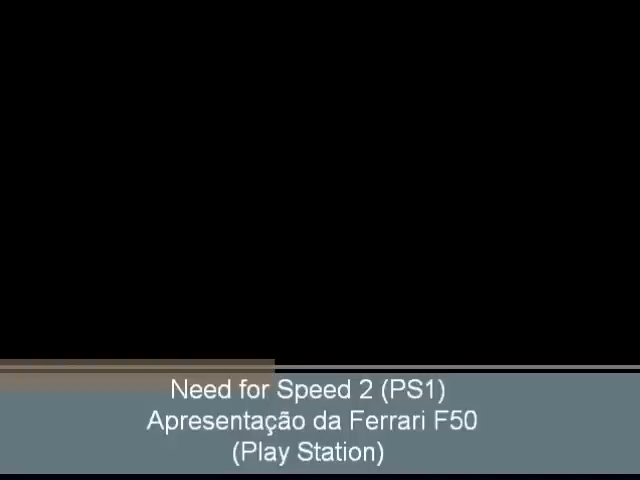 Need for Speed 2 (PS1)
Apresentação da Ferrari F50
(Play Station)